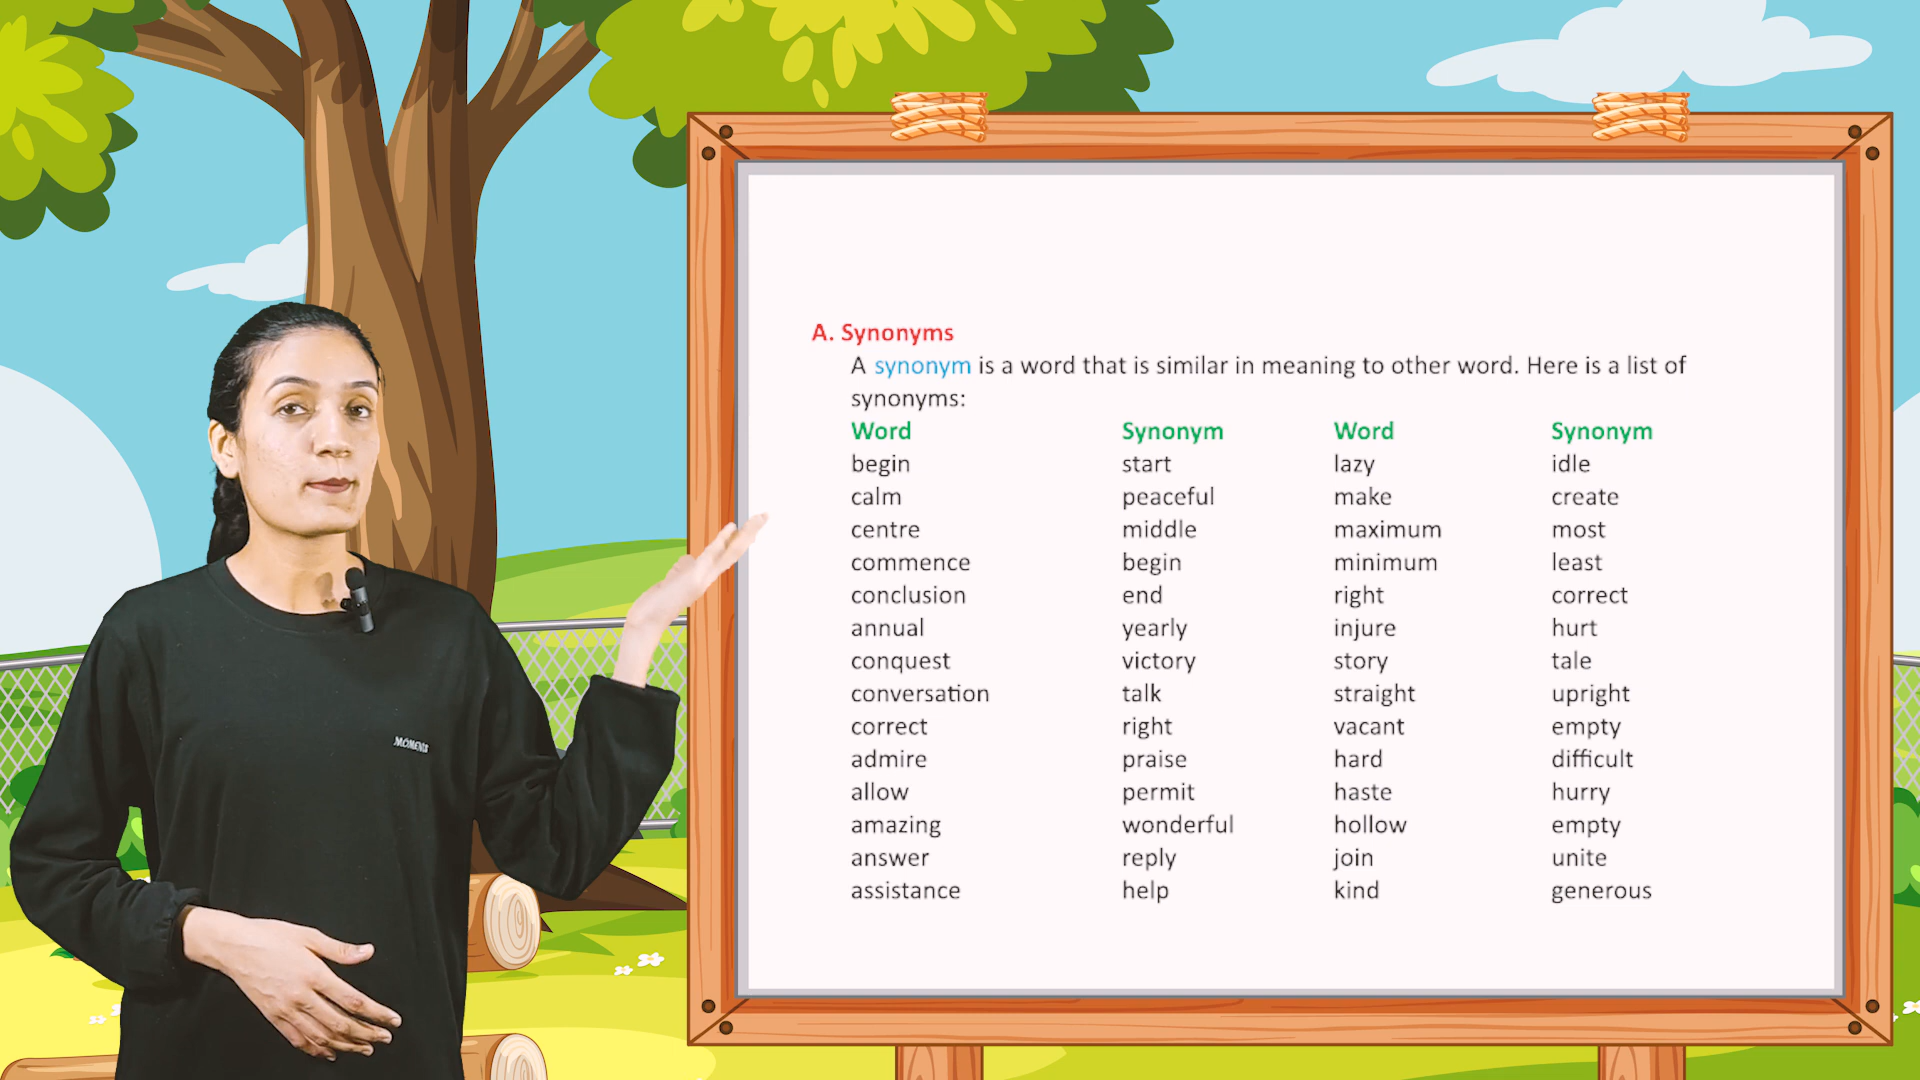 A. Synonyms
A synonym is a word that is similar in meaning to other word. Here is a list of
synonyms:
Word Synonym Word Synonym
begin start lazy idle
calm peaceful make create
centre middle maximum most
commence begin minimum least
conclusion end right correct
annual yearly injure hurt
conquest victory story tale
conversation talk straight upright
correct right vacant empty
admire praise hard difficult
allow permit haste hurry
amazing wonderful hollow empty
answer reply join unite
assistance help kind generous
MOMENTS